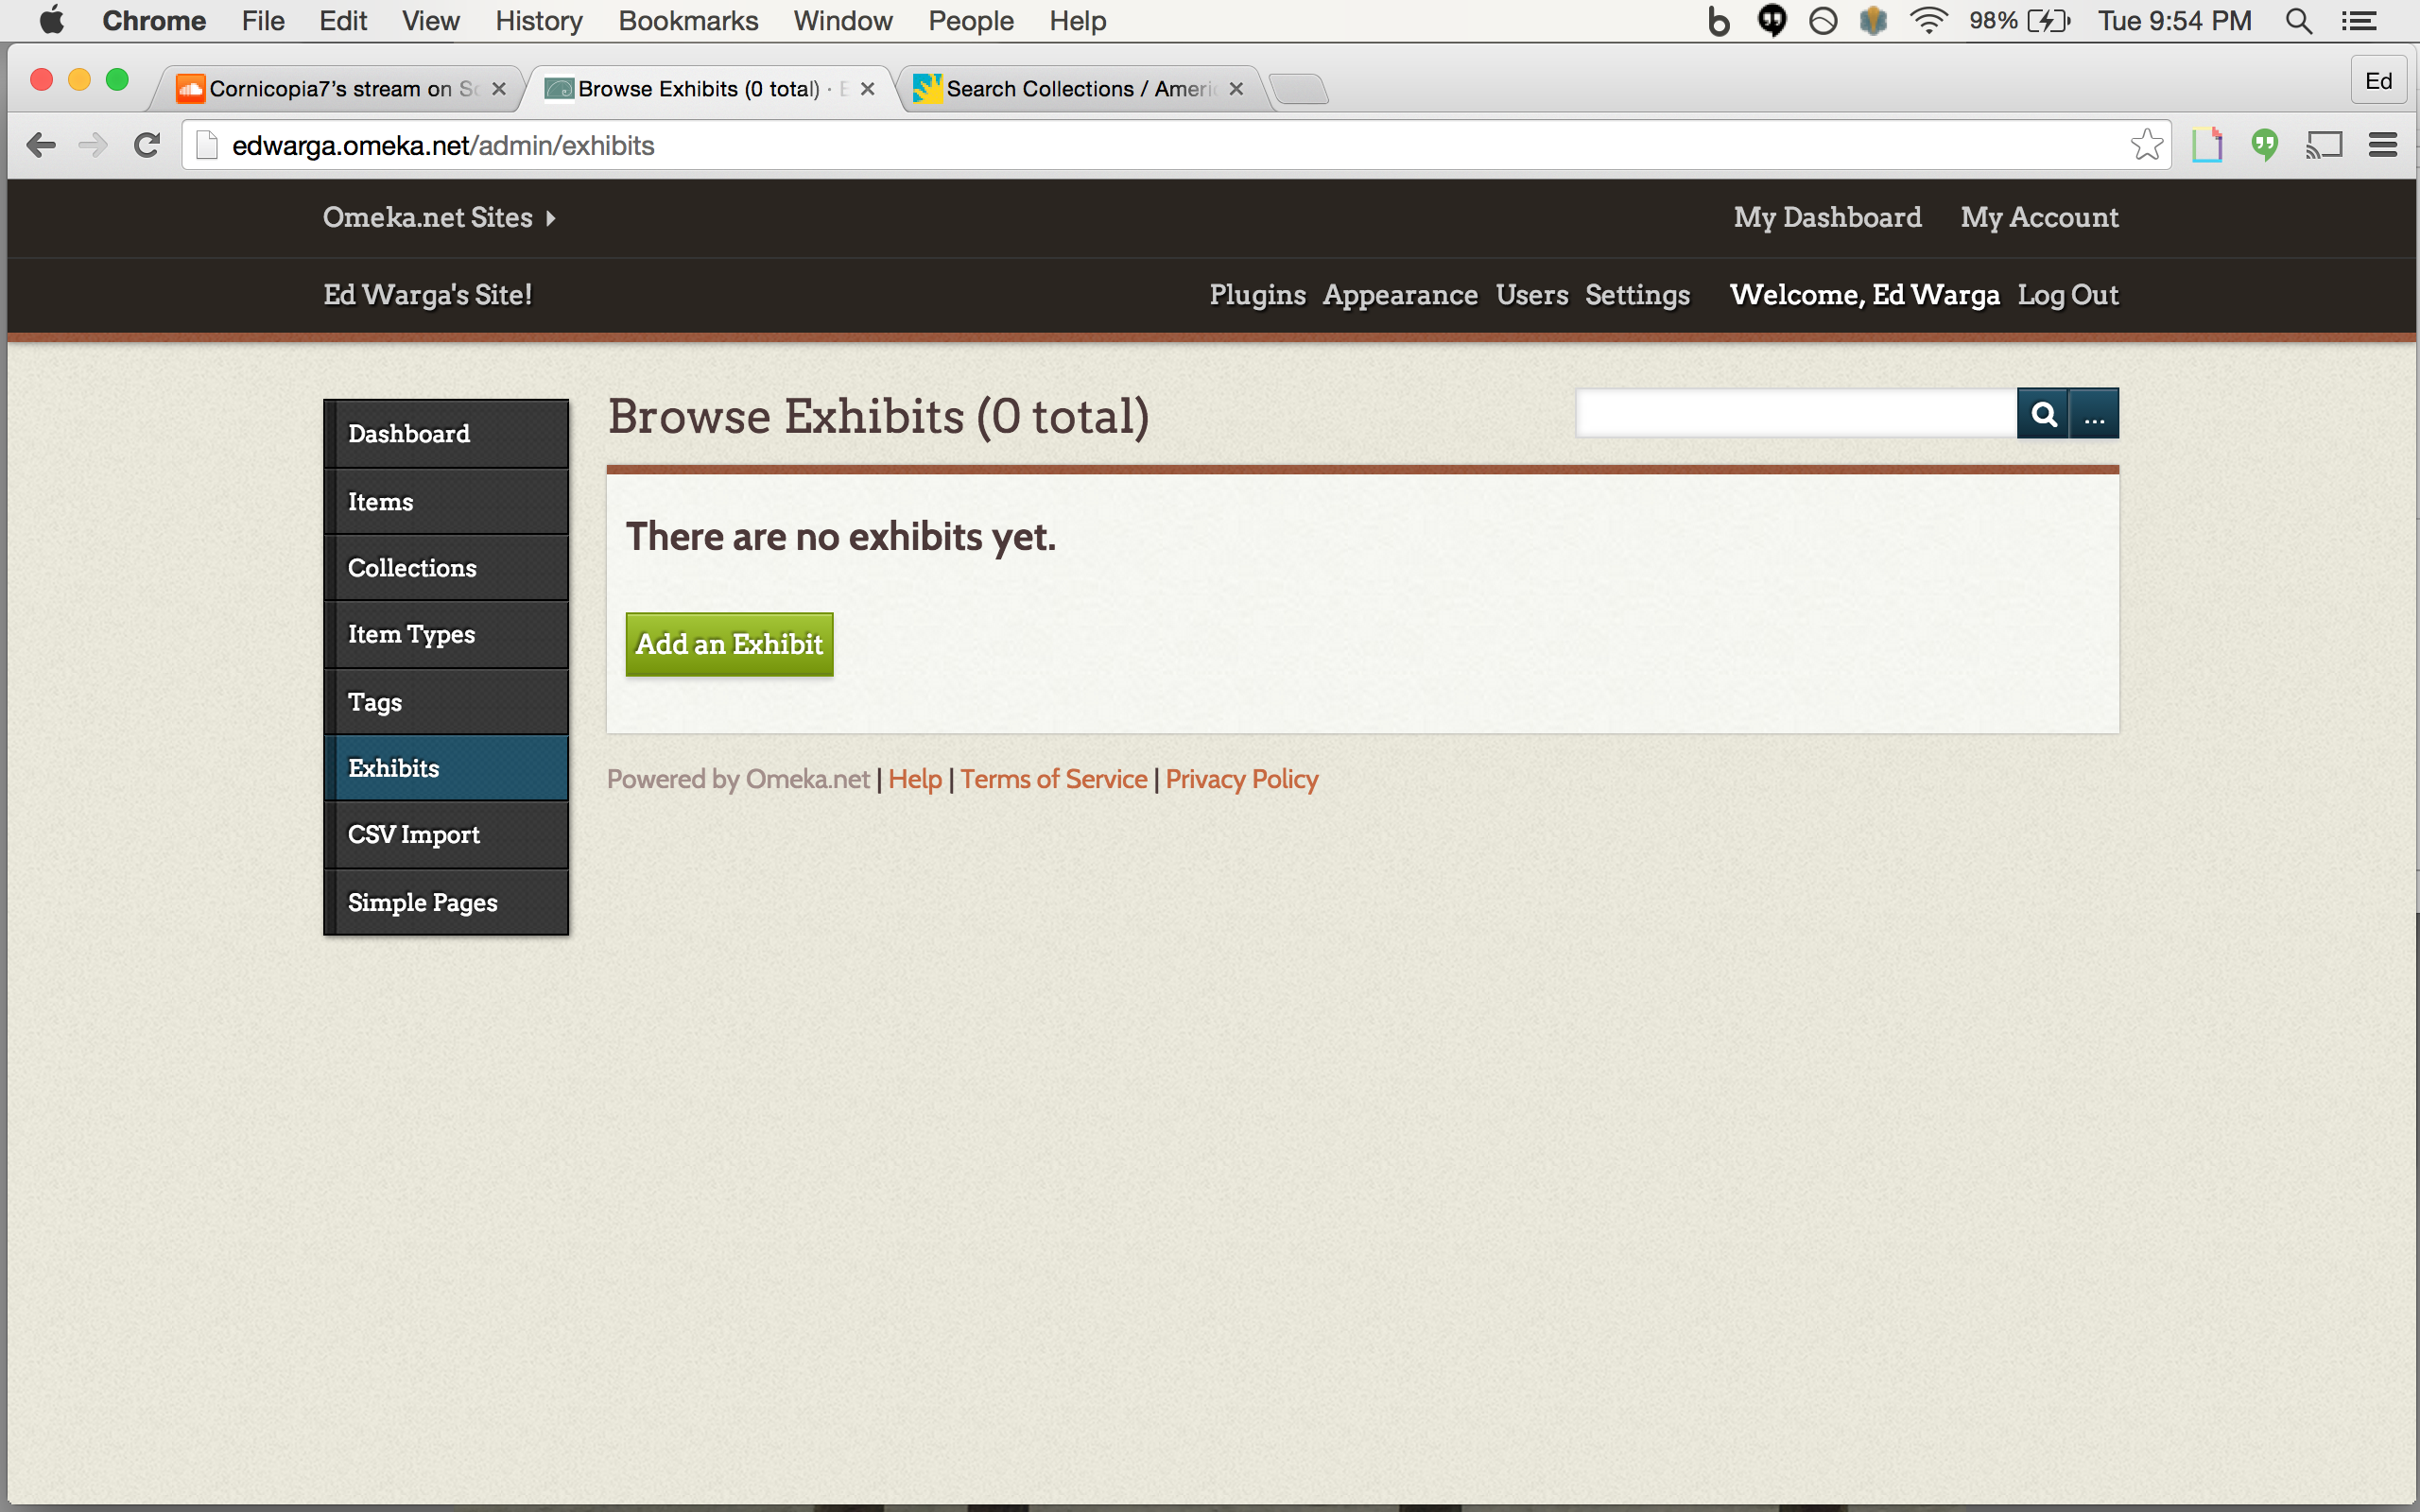 Chrome File Edit View History Bookmarks Window People Help 98% Tue 9:54 PM
Cornicopia7's stream on Browse Exhibits (0 total) · Search Collections / Ameri Ed
edwarga.omeka.net/admin/exhibits
Omeka.net Sites My Dashboard My Account
Ed Warga's Site! Plugins Appearance Users Settings Welcome, Ed Warga Log Out
Browse Exhibits (0 total) ...
Dashboard
Items
Collections
Item Types
Tags
Exhibits
CSV Import
Simple Pages
There are no exhibits yet.
Add an Exhibit
Powered by Omeka.net | Help | Terms of Service | Privacy Policy